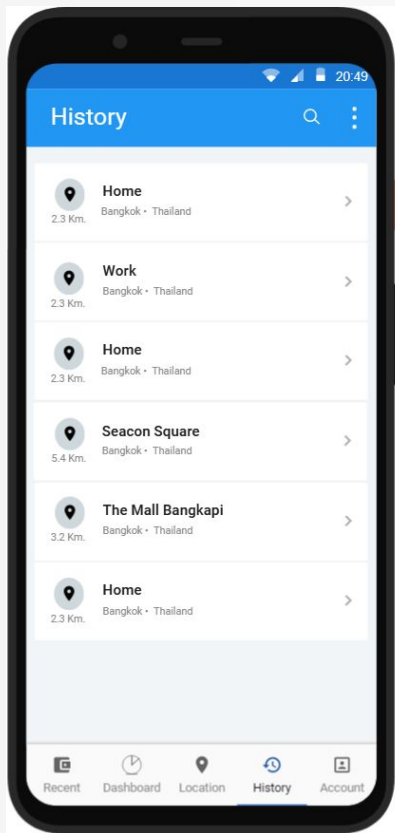 20:49
History
Home
Bangkok • Thailand
2.3 Km.
Work
Bangkok • Thailand
2.3 Km.
Home
Bangkok • Thailand
2.3 Km.
Seacon Square
Bangkok • Thailand
5.4 Km.
The Mall Bangkapi
Bangkok • Thailand
3.2 Km.
Home
Bangkok • Thailand
2.3 Km.
Recent Dashboard Location History Account